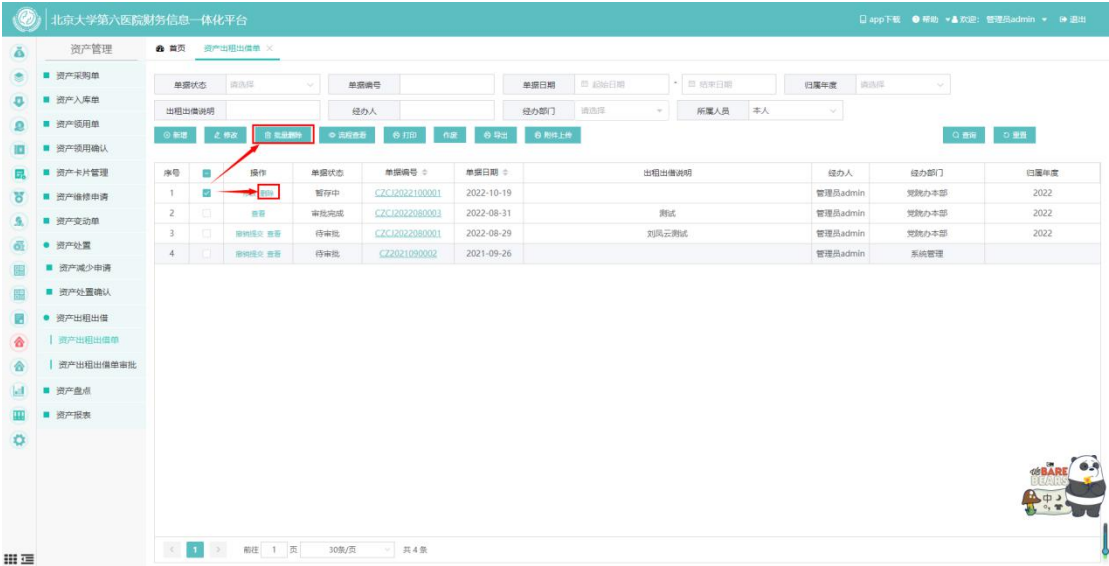 北京大学第六医院财务信息一体化平台 app下载 帮助 欢迎: 管理员admin 退出
资产管理 首页 资产出租出借单 ×
资产采购单
资产入库单
资产领用单
资产领用确认
资产卡片管理
资产维修申请
资产变动单
资产处置
资产减少申请
资产处置确认
资产出租出借
资产出租出借单
资产出租出借单审批
资产盘点
资产报表
单据状态 请选择 单据编号 单据日期 起始日期 - 结束日期 归属年度 请选择
出租出借说明 经办人 经办部门 请选择 所属人员 本人
新增 修改 批量删除 流程查看 打印 作废 导出 附件上传 查询 重置
序号 操作 单据状态 单据编号 单据日期 出租出借说明 经办人 经办部门 归属年度
1 删除 暂存中 CZCJ2022100001 2022-10-19 管理员admin 党院办本部 2022
2 查看 审批完成 CZCJ2022080003 2022-08-31 测试 管理员admin 党院办本部 2022
3 撤销提交 查看 待审批 CZCJ2022080001 2022-08-29 刘凤云测试 管理员admin 党院办本部 2022
4 撤销提交 查看 待审批 CZ2021090002 2021-09-26 管理员admin 系统管理
BARE
BEARS
中
< 1 > 前往 1 页 30条/页 共 4 条